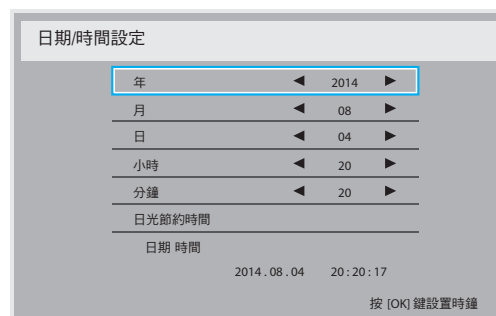 日期/時間設定
年 ◀ 2014 ▶
月 ◀ 08 ▶
日 ◀ 04 ▶
小時 ◀ 20 ▶
分鐘 ◀ 20 ▶
日光節約時間
日期 時間
2014 . 08 . 04 20 : 20 : 17
按 [OK] 鍵設置時鐘